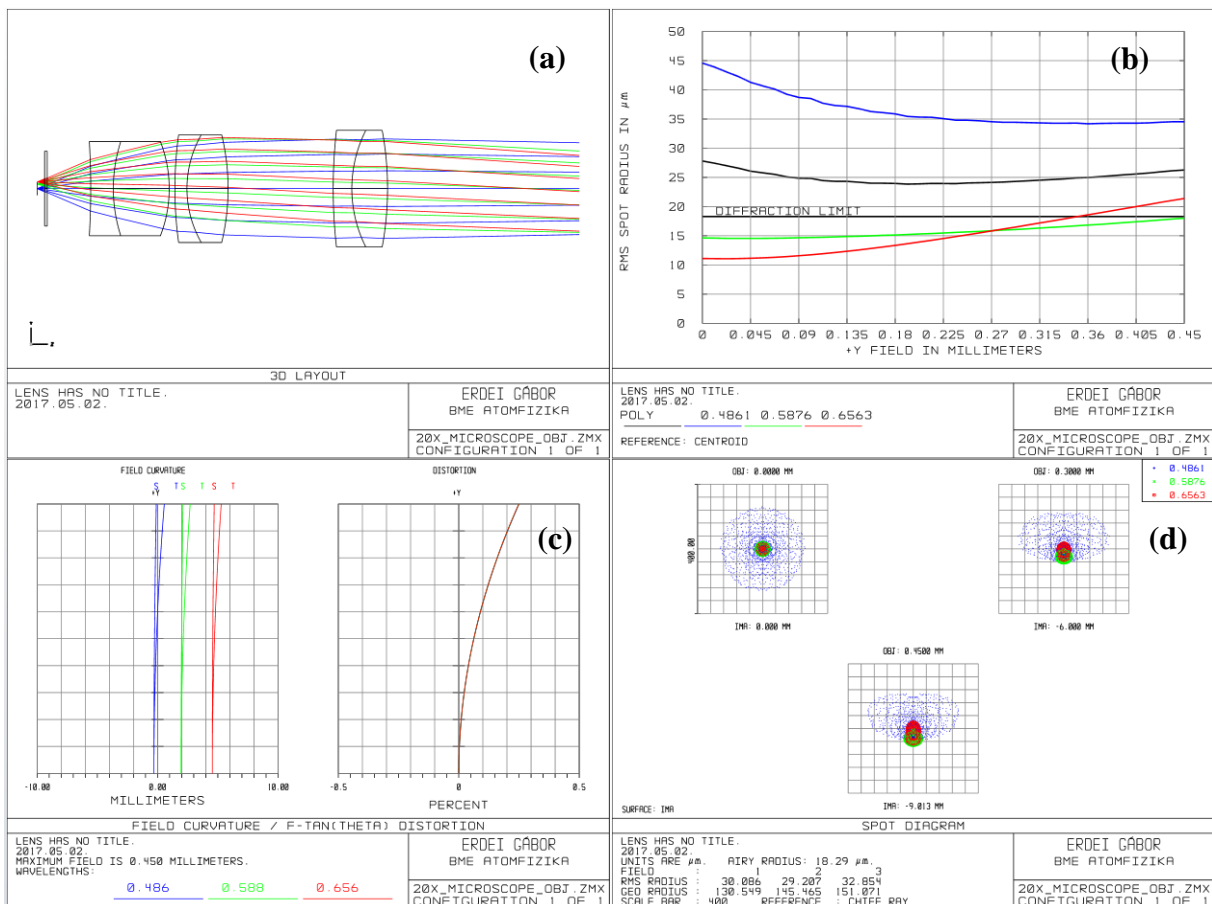 (a)
3D LAYOUT
LENS HAS NO TITLE.
2017.05.02.
ERDEI GÁBOR
BME ATOMFIZIKA
20X_MICROSCOPE_OBJ.ZMX
CONFIGURATION 1 OF 1
(b)
50
45
40
35
30
25
20
15
10
5
0
RMS SPOT RADIUS IN µm
DIFFRACTION LIMIT
0 0.045 0.09 0.135 0.18 0.225 0.27 0.315 0.36 0.405 0.45
+Y FIELD IN MILLIMETERS
LENS HAS NO TITLE.
2017.05.02.
POLY 0.4861 0.5876 0.6563
REFERENCE: CENTROID
ERDEI GÁBOR
BME ATOMFIZIKA
20X_MICROSCOPE_OBJ.ZMX
CONFIGURATION 1 OF 1
(c)
FIELD CURVATURE
DISTORTION
S T S T S T
+Y
+Y
-10.00 0.00 10.00
MILLIMETERS
-0.5 0 0.5
PERCENT
FIELD CURVATURE / F-TAN(THETA) DISTORTION
LENS HAS NO TITLE.
2017.05.02.
MAXIMUM FIELD IS 0.450 MILLIMETERS.
WAVELENGTHS:
0.486 0.588 0.656
ERDEI GÁBOR
BME ATOMFIZIKA
20X_MICROSCOPE_OBJ.ZMX
CONFIGURATION 1 OF 1
(d)
0.4861
0.5876
0.6563
OBJ: 0.0000 MM
400.00
IMA: 0.000 MM
OBJ: 0.3000 MM
IMA: -6.000 MM
OBJ: 0.4500 MM
IMA: -9.013 MM
SURFACE: IMA
SPOT DIAGRAM
LENS HAS NO TITLE.
2017.05.02.
UNITS ARE µm. AIRY RADIUS: 18.29 µm.
FIELD : 1 2 3
RMS RADIUS : 30.086 29.207 32.854
GEO RADIUS : 130.549 145.465 151.071
SCALE BAR : 400 REFERENCE : CHIEF RAY
ERDEI GÁBOR
BME ATOMFIZIKA
20X_MICROSCOPE_OBJ.ZMX
CONFIGURATION 1 OF 1